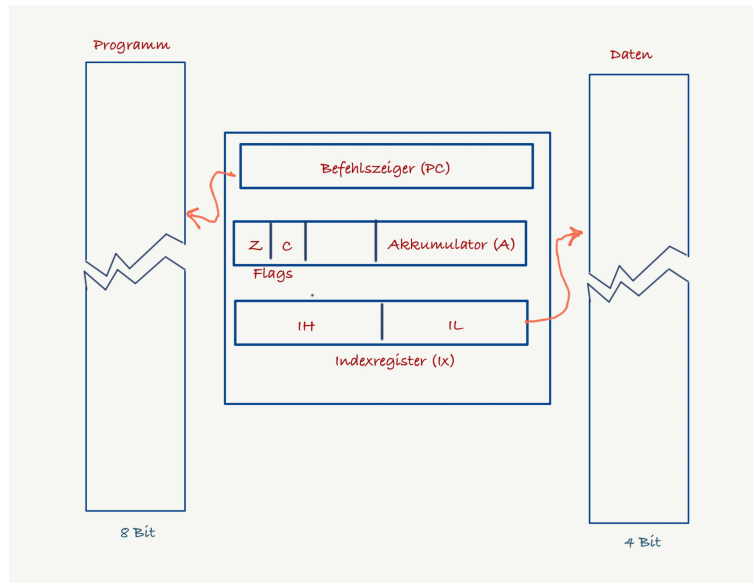 Programm
Daten
Befehlszeiger (PC)
Z C Akkumulator (A)
Flags
IH IL
Indexregister (Ix)
8 Bit
4 Bit